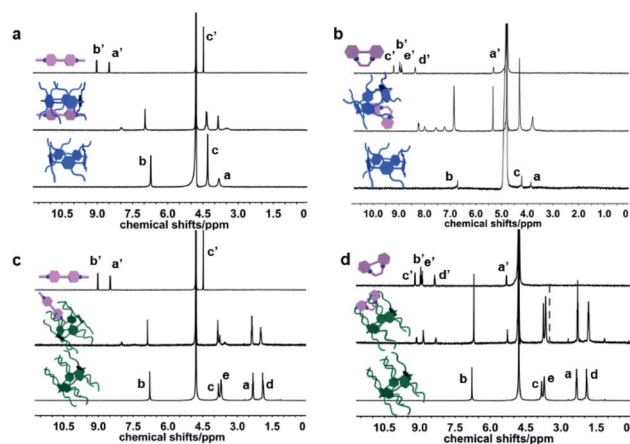 a
b' a' c'
b c a
10.5 9.0 7.5 6.0 4.5 3.0 1.5 0
chemical shifts/ppm
b
c' b' e' d' a'
b c a
10.0 9.0 8.0 7.0 6.0 5.0 4.0 3.0 2.0 1.0 0
chemical shifts/ppm
c
b' a' c'
b c e a d
10.5 9.0 7.5 6.0 4.5 3.0 1.5 0
chemical shifts/ppm
d
c' b' e' d' a'
b c e a d
10.5 9.0 7.5 6.0 4.5 3.0 1.5 0
chemical shifts/ppm